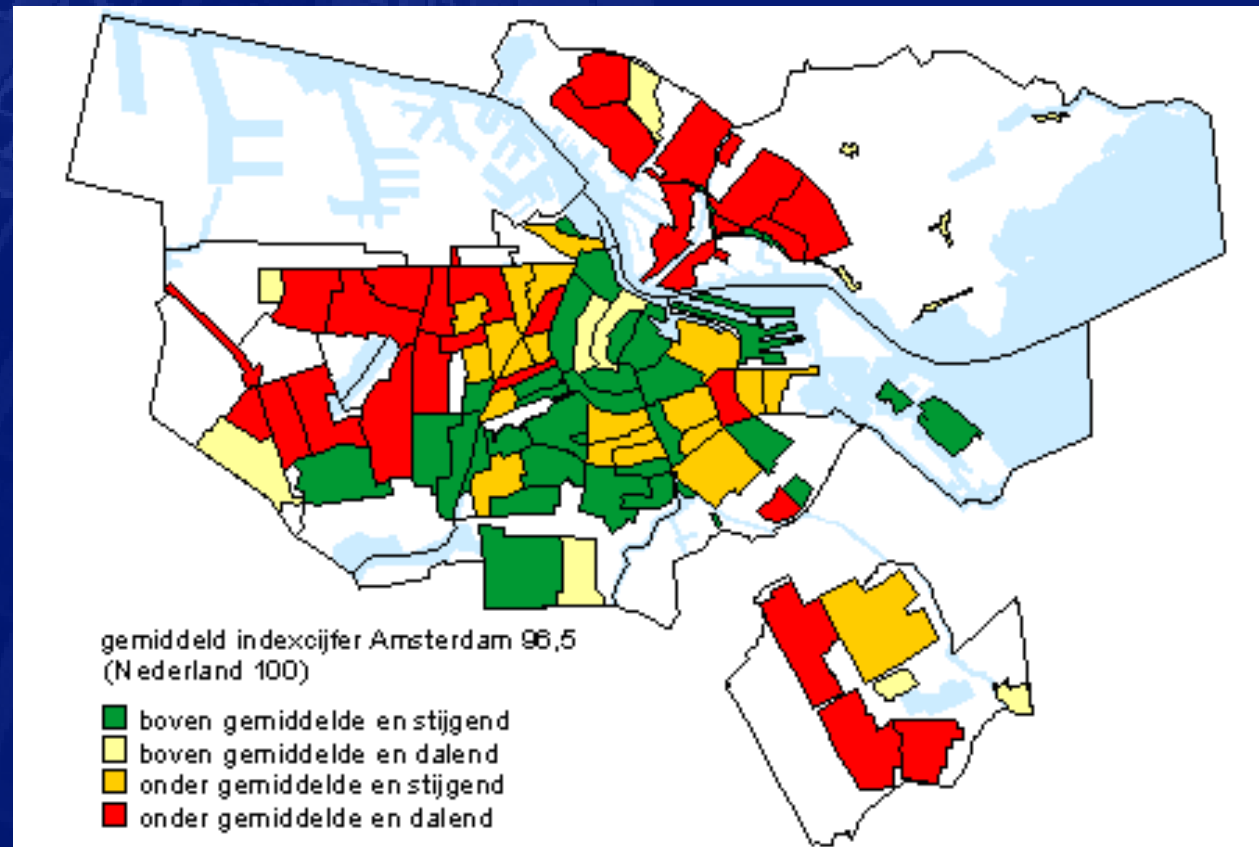 gemiddeld indexcijfer Amsterdam 96,5
(Nederland 100)
boven gemiddelde en stijgend
boven gemiddelde en dalend
onder gemiddelde en stijgend
onder gemiddelde en dalend